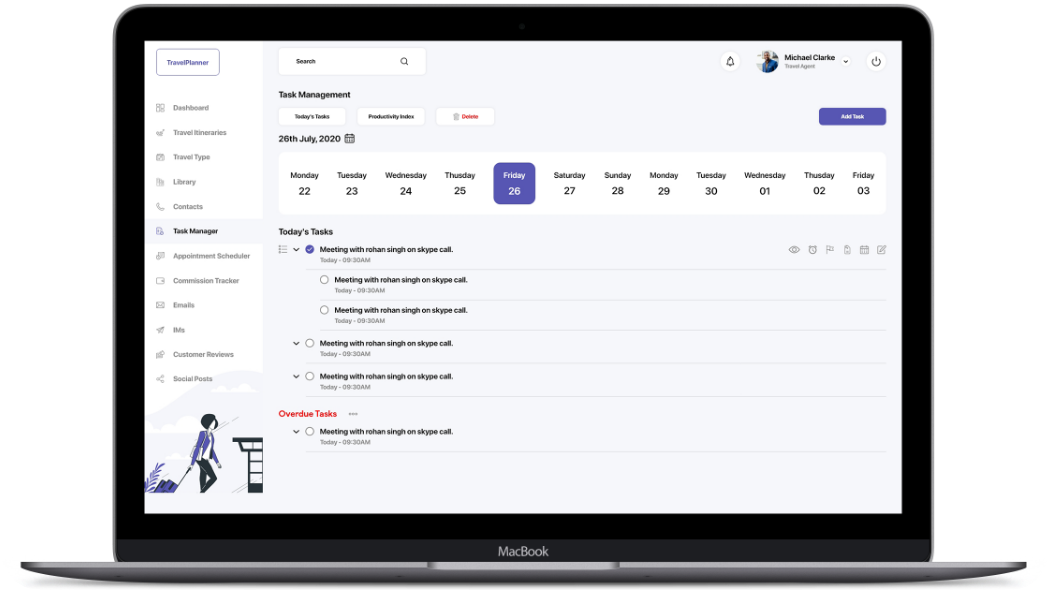 TravelPlanner
Search
Michael Clarke
Travel Agent
Dashboard
Travel Itineraries
Travel Type
Library
Contacts
Task Manager
Appointment Scheduler
Commission Tracker
Emails
IMs
Customer Reviews
Social Posts
Task Management
Today's Tasks Productivity Index Delete Add Task
26th July, 2020
Monday Tuesday Wednesday Thusday Friday Saturday Sunday Monday Tuesday Wednesday Thusday Friday
22 23 24 25 26 27 28 29 30 01 02 03
Today's Tasks
Meeting with rohan singh on skype call.
Today - 09:30AM
Meeting with rohan singh on skype call.
Today - 09:30AM
Meeting with rohan singh on skype call.
Today - 09:30AM
Meeting with rohan singh on skype call.
Today - 09:30AM
Meeting with rohan singh on skype call.
Today - 09:30AM
Overdue Tasks
Meeting with rohan singh on skype call.
Today - 09:30AM
MacBook